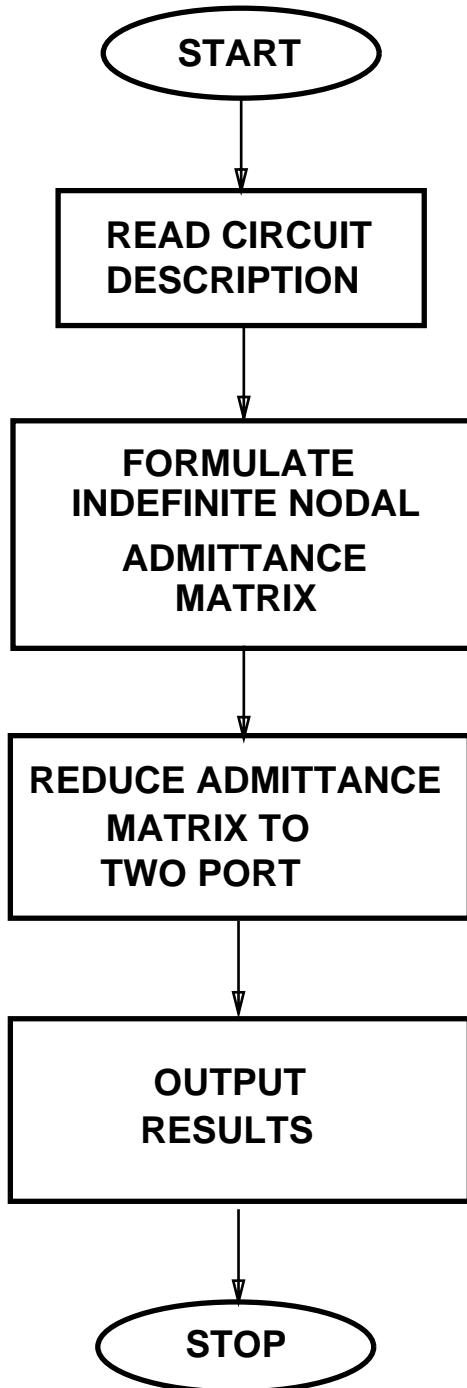 START
READ CIRCUIT
DESCRIPTION
FORMULATE
INDEFINITE NODAL
ADMITTANCE
MATRIX
REDUCE ADMITTANCE
MATRIX TO
TWO PORT
OUTPUT
RESULTS
STOP